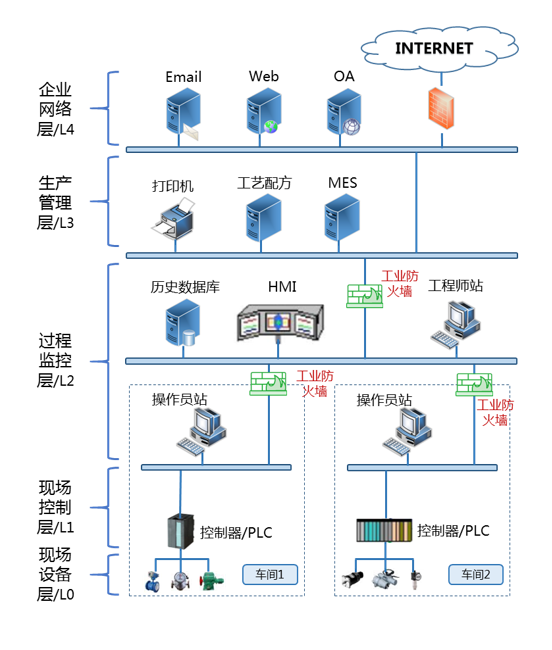 INTERNET
企业
网络
层/L4
Email
Web
OA
生产
管理
层/L3
打印机
工艺配方
MES
过程
监控
层/L2
历史数据库
HMI
工业防
火墙
工程师站
工业防
火墙
工业防
火墙
操作员站
操作员站
现场
控制
层/L1
控制器/PLC
控制器/PLC
现场
设备
层/L0
车间1
车间2